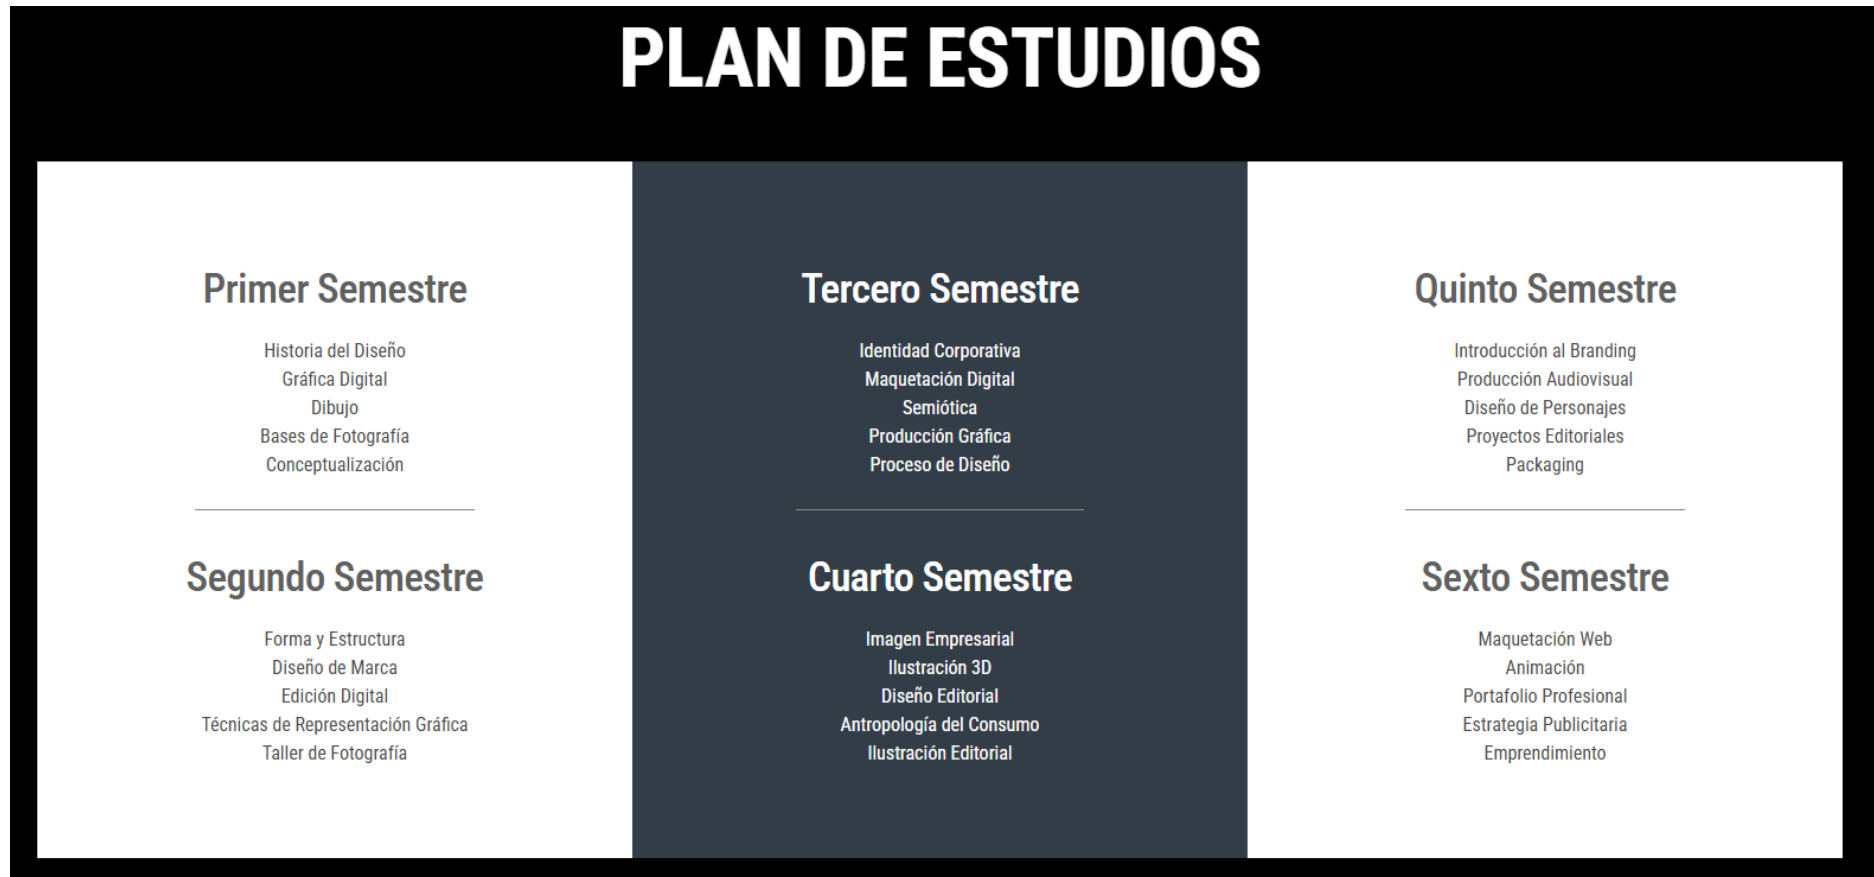 PLAN DE ESTUDIOS
Primer Semestre
Historia del Diseño
Gráfica Digital
Dibujo
Bases de Fotografía
Conceptualización
Segundo Semestre
Forma y Estructura
Diseño de Marca
Edición Digital
Técnicas de Representación Gráfica
Taller de Fotografía
Tercero Semestre
Identidad Corporativa
Maquetación Digital
Semiótica
Producción Gráfica
Proceso de Diseño
Cuarto Semestre
Imagen Empresarial
Ilustración 3D
Diseño Editorial
Antropología del Consumo
Ilustración Editorial
Quinto Semestre
Introducción al Branding
Producción Audiovisual
Diseño de Personajes
Proyectos Editoriales
Packaging
Sexto Semestre
Maquetación Web
Animación
Portafolio Profesional
Estrategia Publicitaria
Emprendimiento